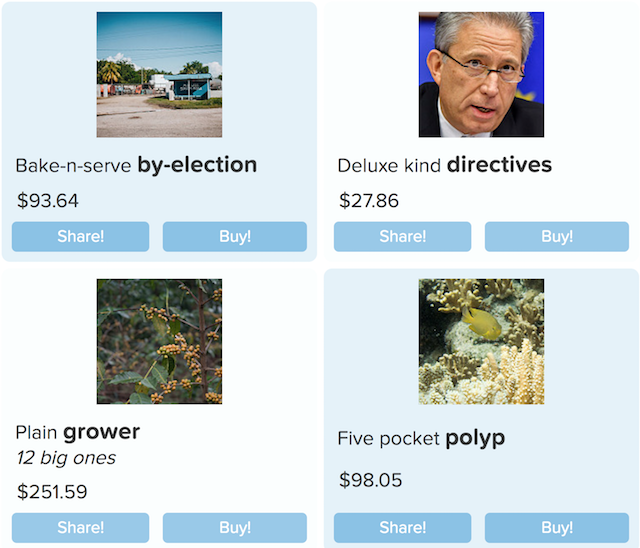 Bake-n-serve by-election
$93.64
Share!
Buy!
Deluxe kind directives
$27.86
Share!
Buy!
Plain grower
12 big ones
$251.59
Share!
Buy!
Five pocket polyp
$98.05
Share!
Buy!